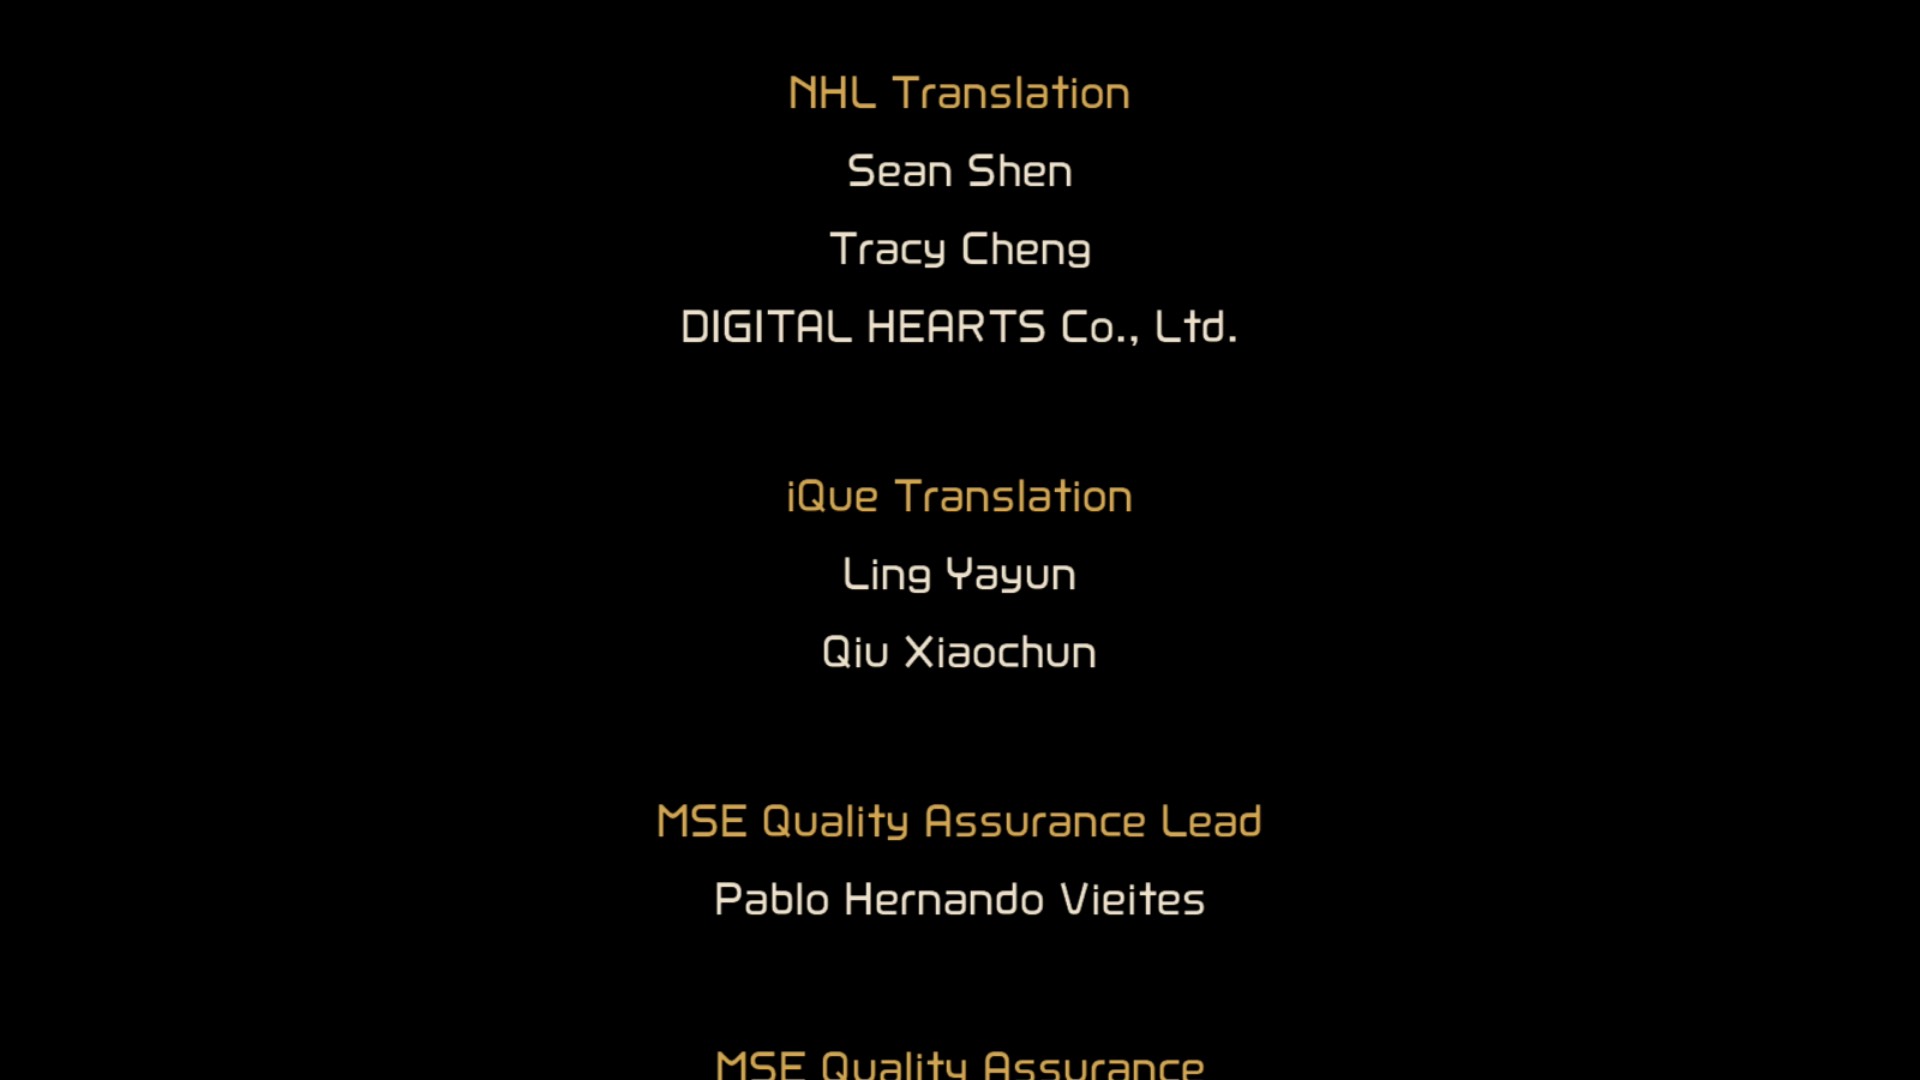 NHL Translation
Sean Shen
Tracy Cheng
DIGITAL HEARTS Co., Ltd.
iQue Translation
Ling Yayun
Qiu Xiaochun
MSE Quality Assurance Lead
Pablo Hernando Vieites
MSE Quality Assurance